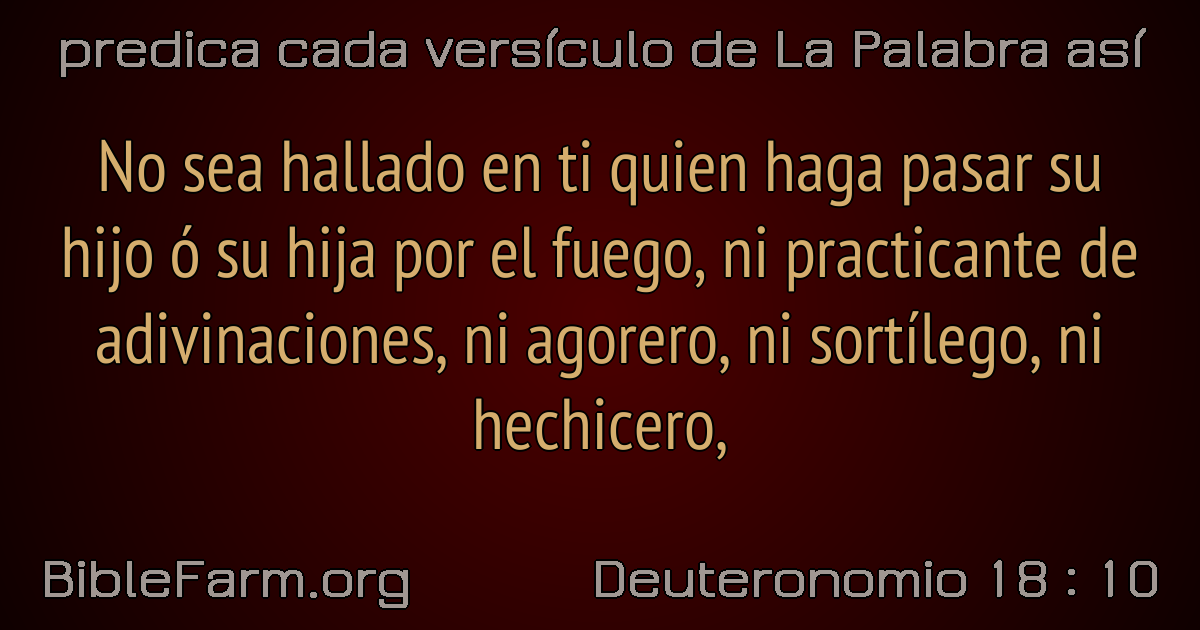 predica cada versículo de La Palabra así
No sea hallado en ti quien haga pasar su
hijo ó su hija por el fuego, ni practicante de
adivinaciones, ni agorero, ni sortílego, ni
hechicero,
BibleFarm.org
Deuteronomio 18 : 10